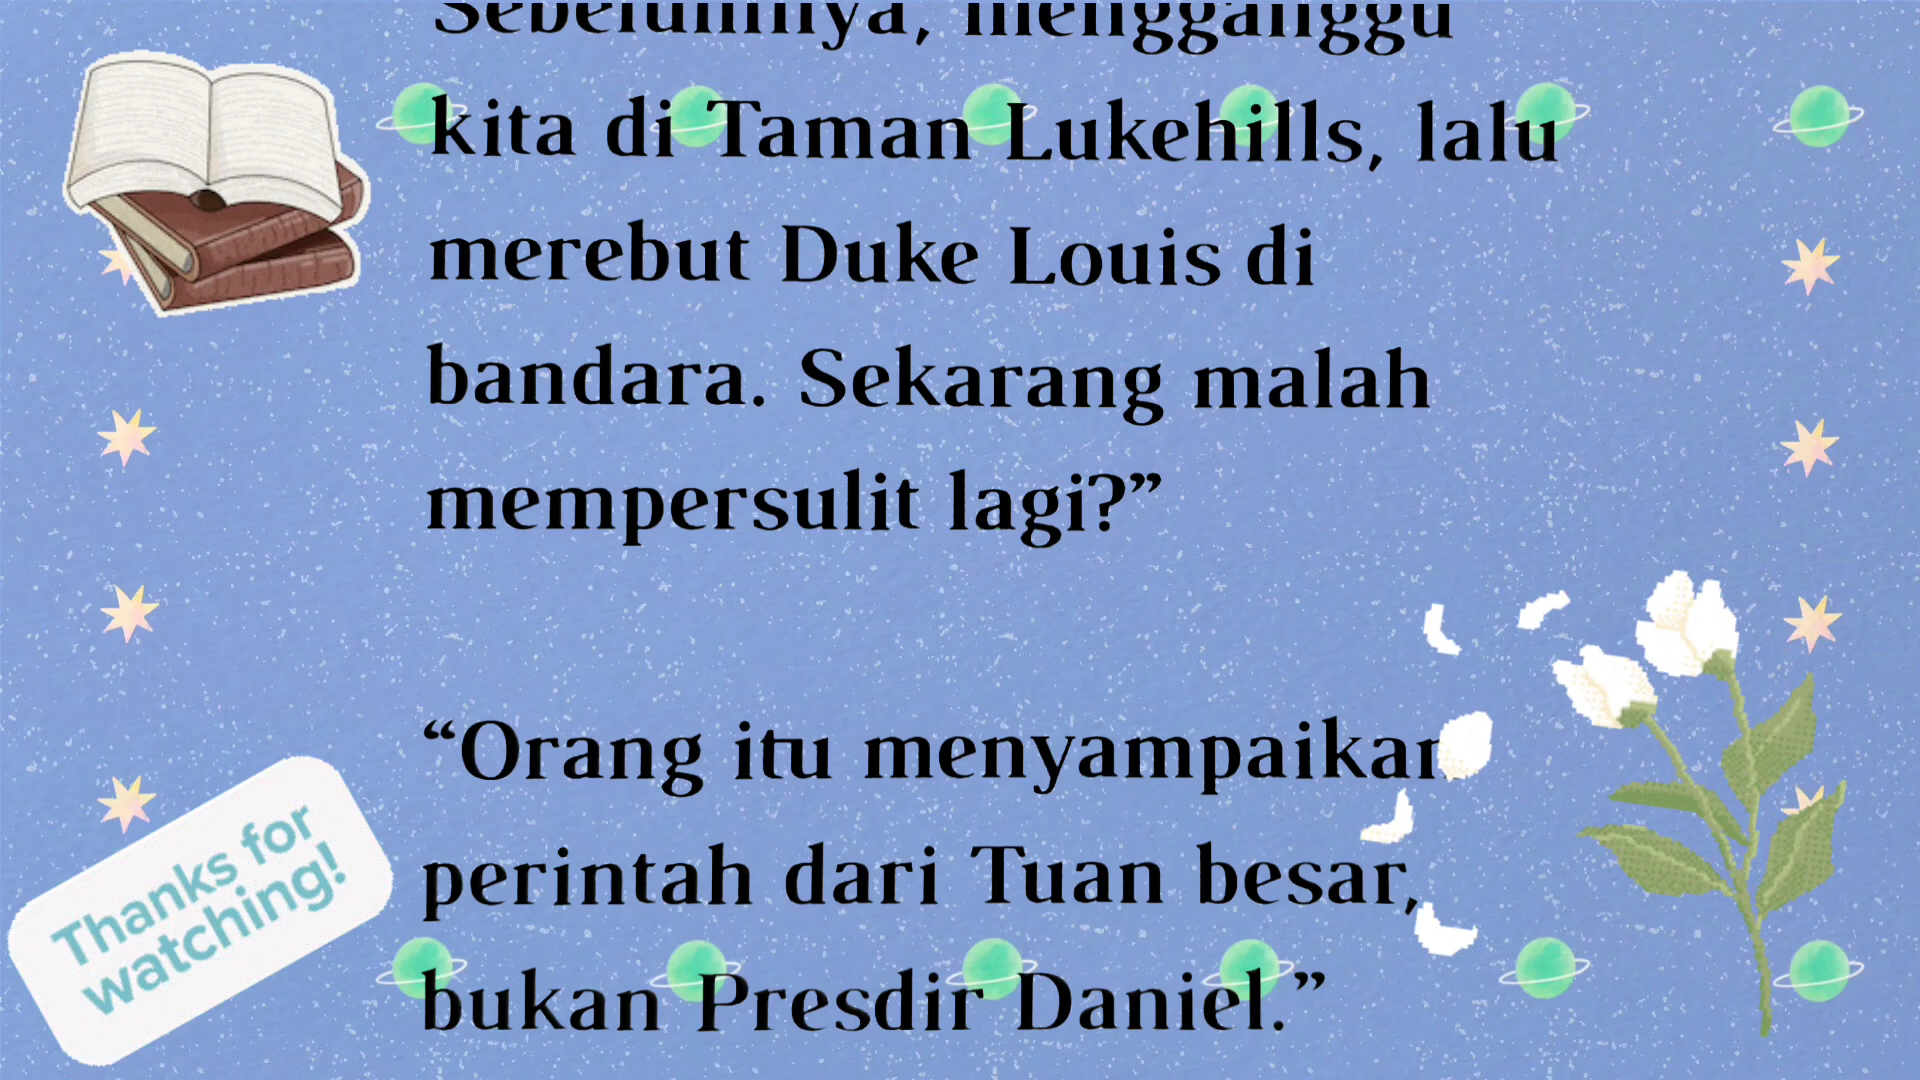 Sebelumnya, mengganggu
kita di Taman Lukehills, lalu
merebut Duke Louis di
bandara. Sekarang malah
mempersulit lagi?”
“Orang itu menyampaikan
perintah dari Tuan besar,
bukan Presdir Daniel.”
Thanks for
watching!